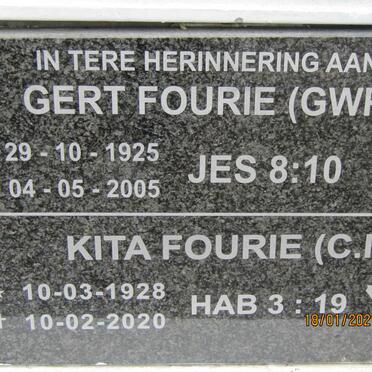 IN TERE HERINNERING AAN
GERT FOURIE (GWP
29 - 10 - 1925
04 - 05 - 2005
JES 8:10
KITA FOURIE (C.
10-03-1928
10-02-2020
HAB 3 : 19
18/01/202